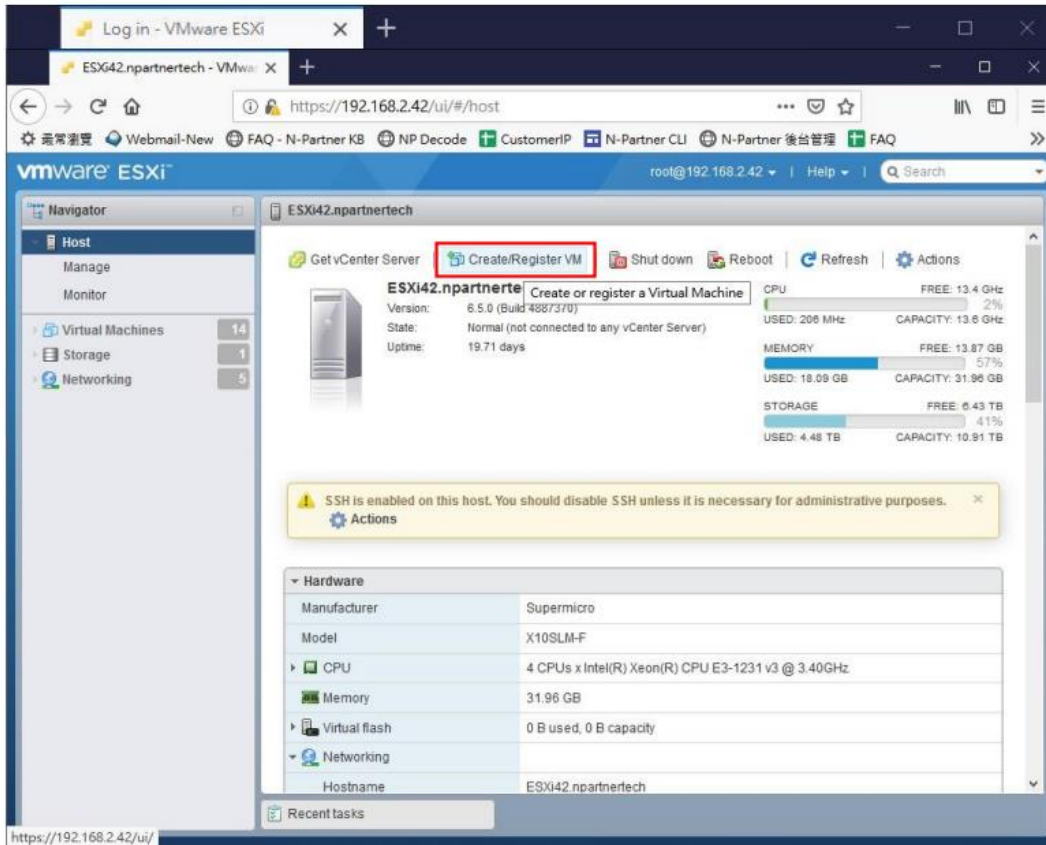 Log in - VMware ESXi
ESXi42.npartnertech - VMwa
https://192.168.2.42/ui/#/host
最常瀏覽 Webmail-New FAQ - N-Partner KB NP Decode CustomerIP N-Partner CLI N-Partner 後台管理 FAQ
vmware ESXi™
root@192.168.2.42 | Help | Search
Navigator
ESXi42.npartnertech
Host
Manage
Monitor
Virtual Machines 14
Storage 1
Networking 5
Get vCenter Server | Create/Register VM | Shut down Reboot | Refresh | Actions
ESXi42.npartnerte
Create or register a Virtual Machine
Version: 6.5.0 (Build 4887370)
State: Normal (not connected to any vCenter Server)
Uptime: 19.71 days
CPU FREE: 13.4 GHz
2%
USED: 206 MHz CAPACITY: 13.6 GHz
MEMORY FREE: 13.87 GB
57%
USED: 18.09 GB CAPACITY: 31.96 GB
STORAGE FREE: 6.43 TB
41%
USED: 4.48 TB CAPACITY: 10.91 TB
SSH is enabled on this host. You should disable SSH unless it is necessary for administrative purposes.
Actions
Hardware
Manufacturer Supermicro
Model X10SLM-F
CPU 4 CPUs x Intel(R) Xeon(R) CPU E3-1231 v3 @ 3.40GHz
Memory 31.96 GB
Virtual flash 0 B used, 0 B capacity
Networking
Hostname ESXi42.npartnertech
Recent tasks
https://192.168.2.42/ui/